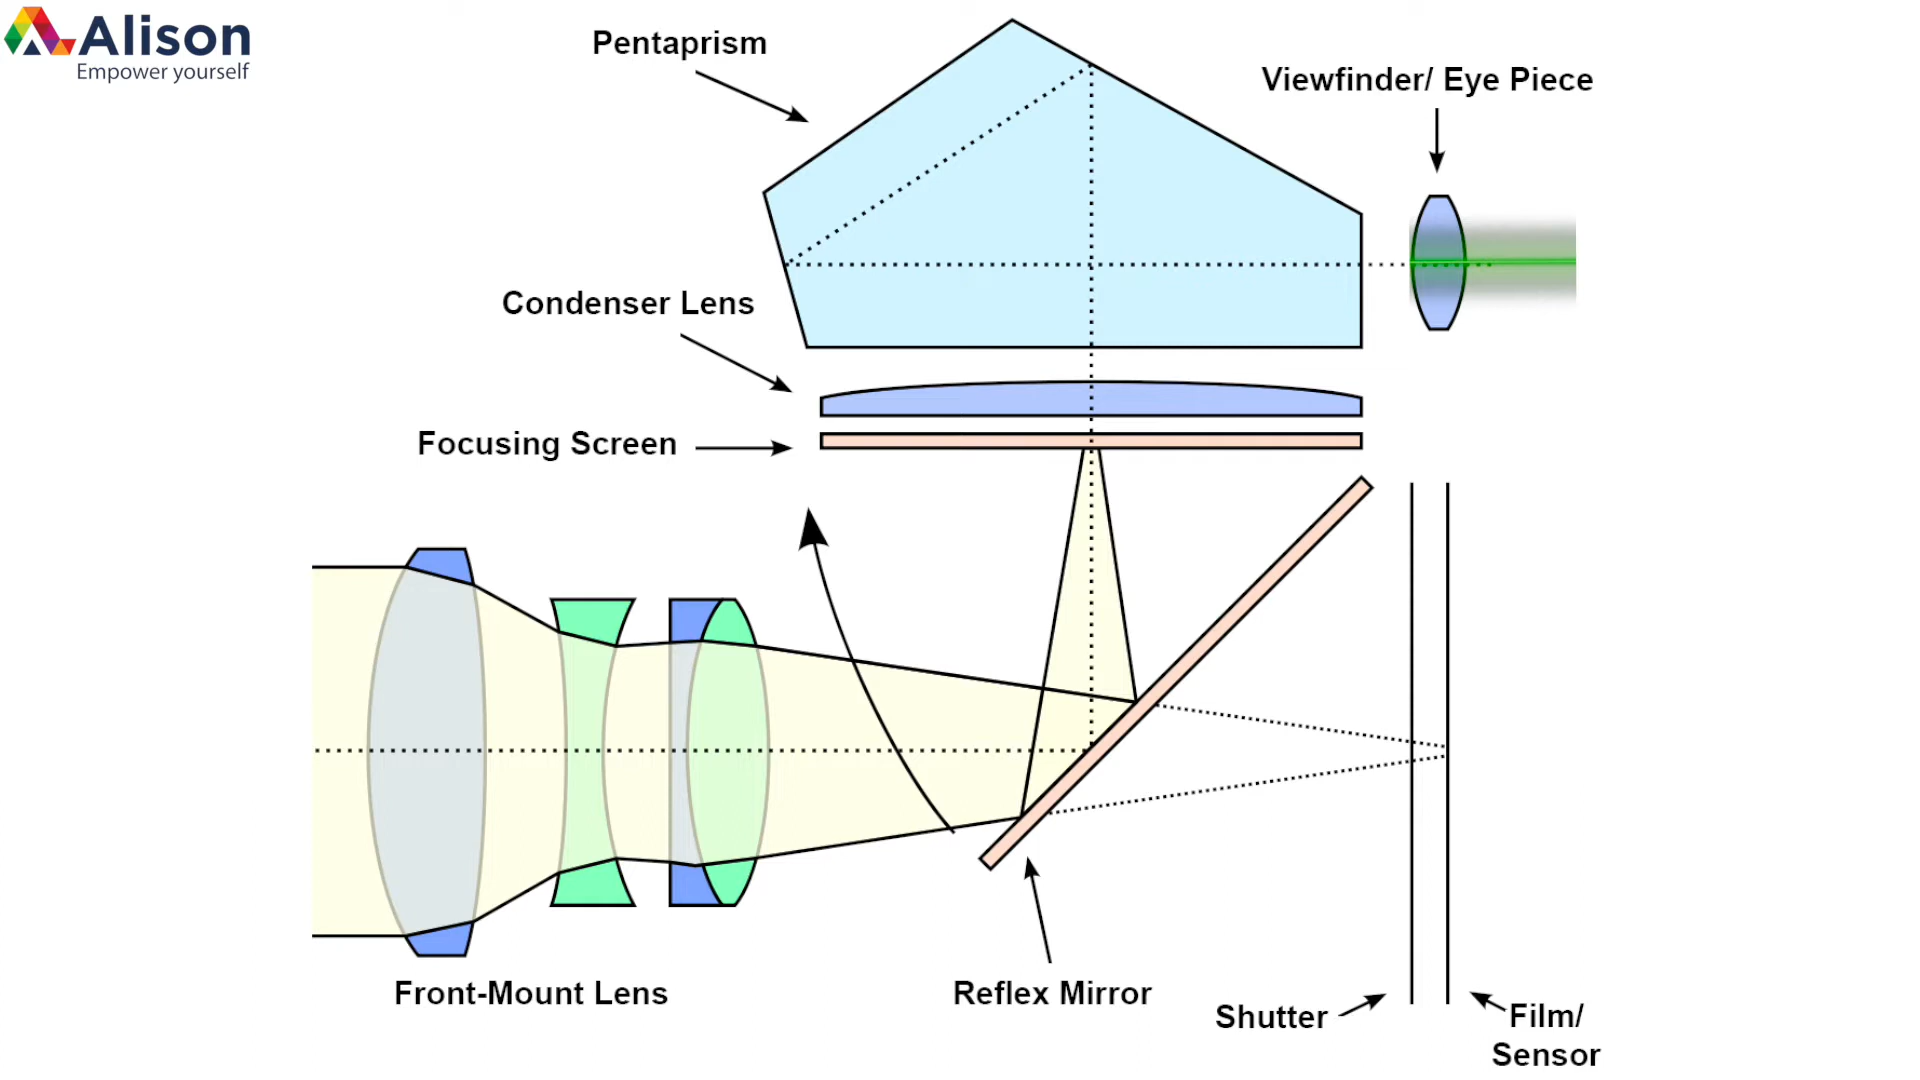 Alison
Empower yourself
Pentaprism
Viewfinder/ Eye Piece
Condenser Lens
Focusing Screen
Front-Mount Lens
Reflex Mirror
Shutter
Film/
Sensor